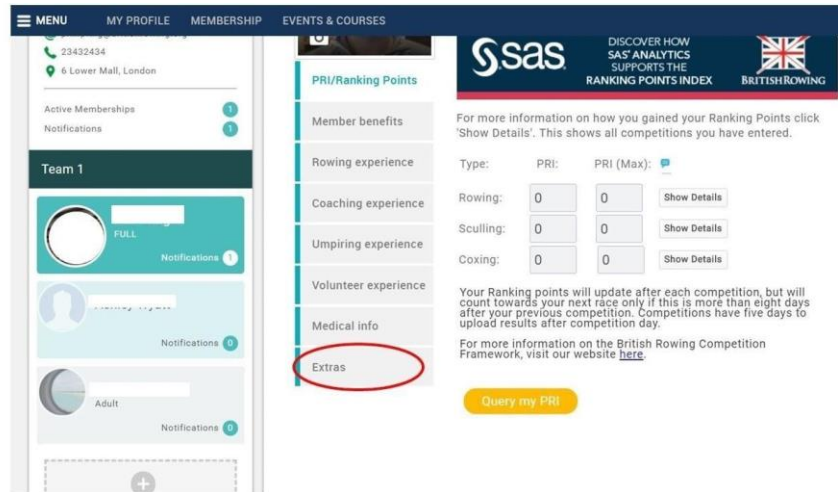 MENU MY PROFILE MEMBERSHIP EVENTS & COURSES
23432434
6 Lower Mall, London
Active Memberships 1
Notifications 1
Team 1
FULL
Notifications 1
Notifications 0
Adult
Notifications 0
PRI/Ranking Points
Member benefits
Rowing experience
Coaching experience
Umpiring experience
Volunteer experience
Medical info
Extras
sas
DISCOVER HOW
SAS' ANALYTICS
SUPPORTS THE
RANKING POINTS INDEX
BRITISH ROWING
For more information on how you gained your Ranking Points click
'Show Details'. This shows all competitions you have entered.
Type: PRI: PRI (Max):
Rowing: 0 0 Show Details
Sculling: 0 0 Show Details
Coxing: 0 0 Show Details
Your Ranking points will update after each competition, but will
count towards your next race only if this is more than eight days
after your previous competition. Competitions have five days to
upload results after competition day.
For more information on the British Rowing Competition
Framework, visit our website here.
Query my PRI